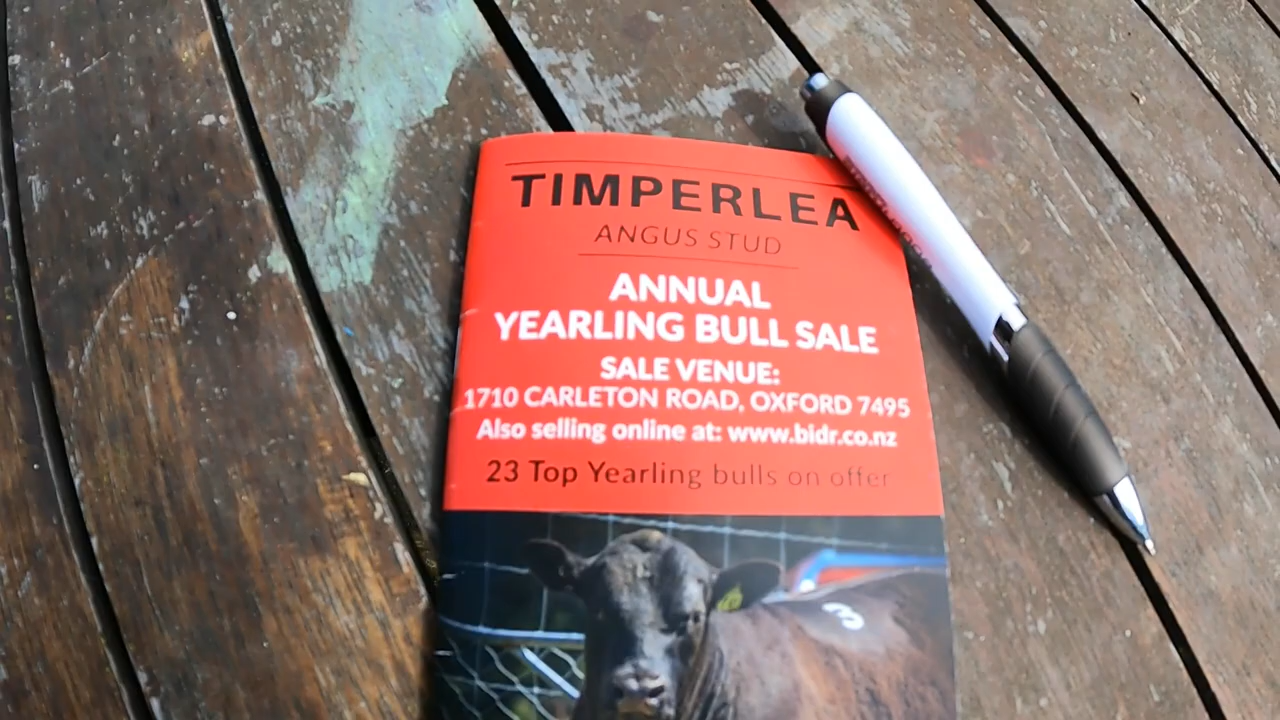 TIMPERLEA
ANGUS STUD
ANNUAL
YEARLING BULL SALE
SALE VENUE:
1710 CARLETON ROAD, OXFORD 7495
Also selling online at: www.bidr.co.nz
23 Top Yearling bulls on offer
3